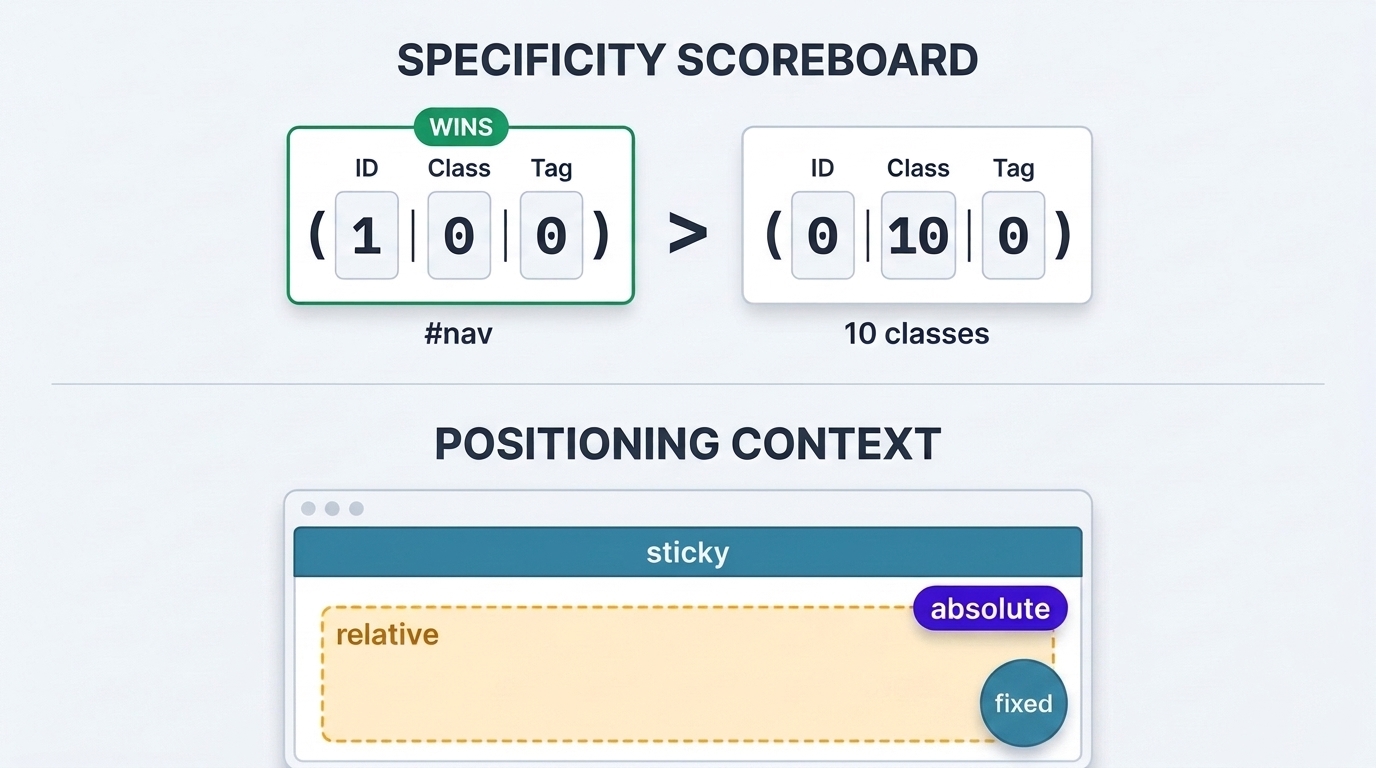 SPECIFICITY SCOREBOARD
WINS
ID Class Tag
( 1 | 0 | 0 )
#nav
>
ID Class Tag
( 0 | 10 | 0 )
10 classes
POSITIONING CONTEXT
sticky
absolute
relative
fixed